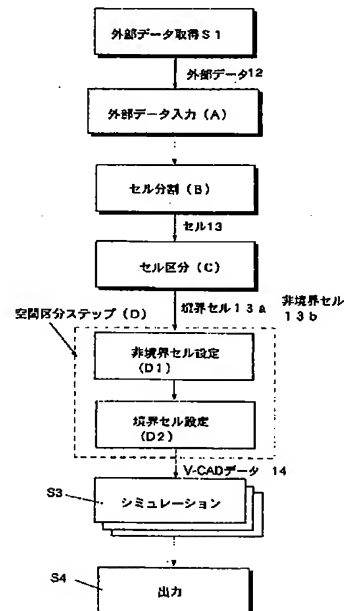 外部データ取得S1
外部データ12
外部データ入力(A)
セル分割(B)
セル13
セル区分(C)
境界セル13a
非境界セル
13b
空間区分ステップ(D)
非境界セル設定
(D1)
境界セル設定
(D2)
V-CADデータ 14
S3
シミュレーション
S4
出力